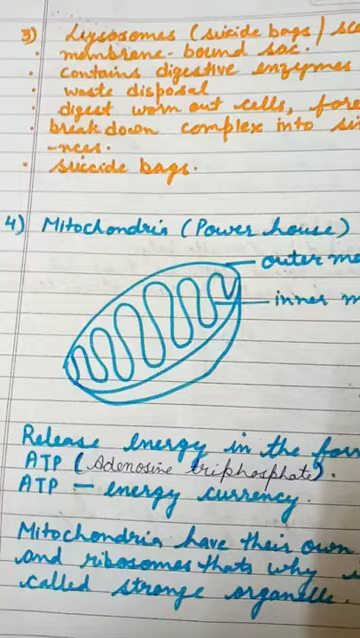 3) Lysosomes (suicide bags /
• membrane-bound sac.
• contains digestive enzymes
• waste disposal
• digest worn out cells,
• break down complex into
-nces.
• suicide bags.
4) Mitochondria (Power house)
outer
inner
Release energy in the
ATP (Adenosine triphosphate).
ATP – energy currency.
Mitochondria have their own
and ribosomes thats why
called strange organelle.